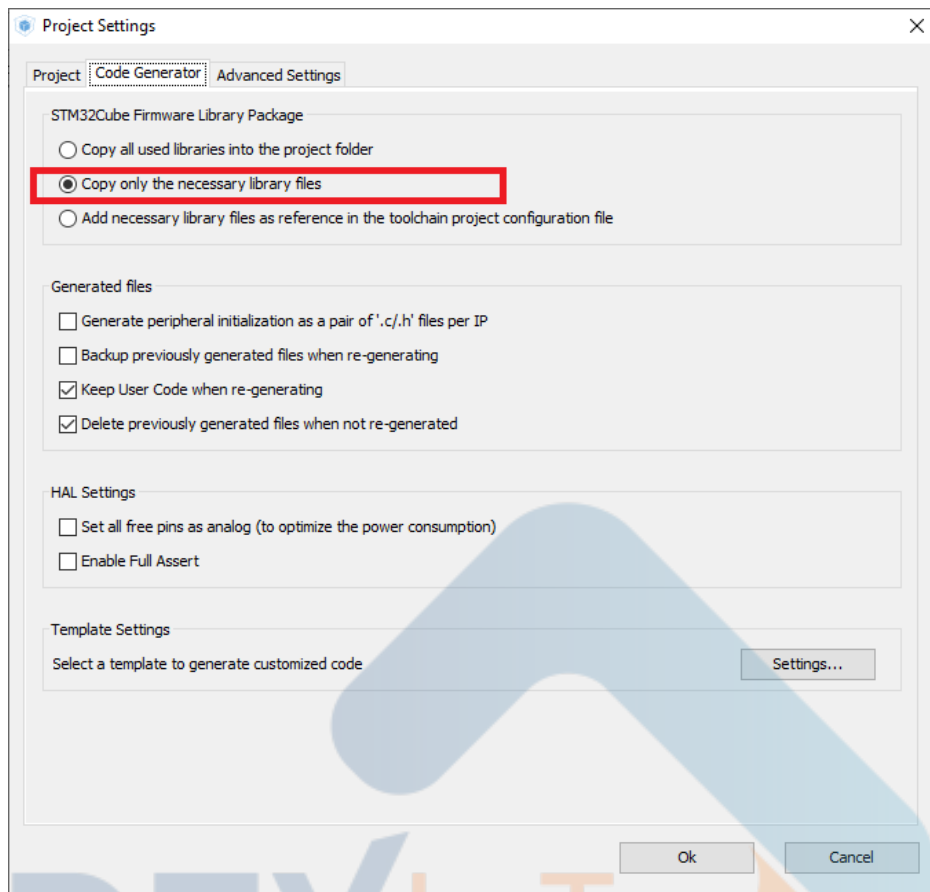 Project Settings
Project Code Generator Advanced Settings
STM32Cube Firmware Library Package
Copy all used libraries into the project folder
Copy only the necessary library files
Add necessary library files as reference in the toolchain project configuration file
Generated files
Generate peripheral initialization as a pair of '.c/.h' files per IP
Backup previously generated files when re-generating
Keep User Code when re-generating
Delete previously generated files when not re-generated
HAL Settings
Set all free pins as analog (to optimize the power consumption)
Enable Full Assert
Template Settings
Select a template to generate customized code Settings...
Ok Cancel